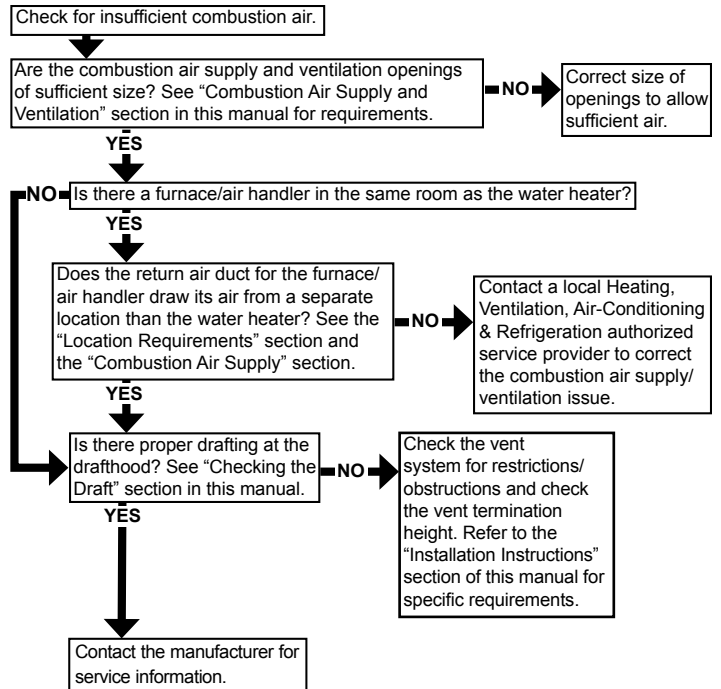 Check for insufficient combustion air.
Are the combustion air supply and ventilation openings
of sufficient size? See “Combustion Air Supply and
Ventilation” section in this manual for requirements.
NO
Correct size of
openings to allow
sufficient air.
YES
NO
Is there a furnace/air handler in the same room as the water heater?
YES
Does the return air duct for the furnace/
air handler draw its air from a separate
location than the water heater? See the
“Location Requirements” section and
the “Combustion Air Supply” section.
NO
Contact a local Heating,
Ventilation, Air-Conditioning
& Refrigeration authorized
service provider to correct
the combustion air supply/
ventilation issue.
YES
Is there proper drafting at the
drafthood? See “Checking the
Draft” section in this manual.
NO
Check the vent
system for restrictions/
obstructions and check
the vent termination
height. Refer to the
“Installation Instructions”
section of this manual for
specific requirements.
YES
Contact the manufacturer for
service information.